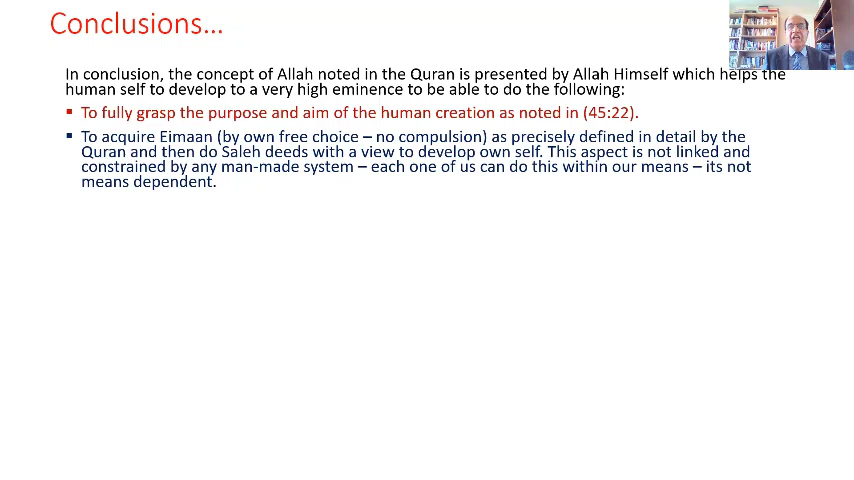 Conclusions...
In conclusion, the concept of Allah noted in the Quran is presented by Allah Himself which helps the
human self to develop to a very high eminence to be able to do the following:
▪ To fully grasp the purpose and aim of the human creation as noted in (45:22).
▪ To acquire Eimaan (by own free choice – no compulsion) as precisely defined in detail by the
Quran and then do Saleh deeds with a view to develop own self. This aspect is not linked and
constrained by any man-made system – each one of us can do this within our means – its not
means dependent.